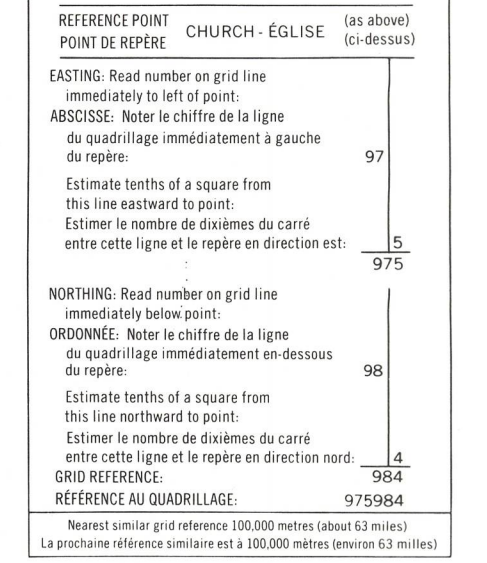 REFERENCE POINT CHURCH - ÉGLISE (as above)
POINT DE REPÈRE (ci-dessus)
EASTING: Read number on grid line
immediately to left of point:
ABSCISSE: Noter le chiffre de la ligne
du quadrillage immédiatement à gauche
du repère: 97
Estimate tenths of a square from
this line eastward to point:
Estimer le nombre de dixièmes du carré
entre cette ligne et le repère en direction est: 5
975
NORTHING: Read number on grid line
immediately below point:
ORDONNÉE: Noter le chiffre de la ligne
du quadrillage immédiatement en-dessous
du repère: 98
Estimate tenths of a square from
this line northward to point:
Estimer le nombre de dixièmes du carré
entre cette ligne et le repère en direction nord: 4
GRID REFERENCE: 984
RÉFÉRENCE AU QUADRILLAGE: 975984
Nearest similar grid reference 100,000 metres (about 63 miles)
La prochaine référence similaire est à 100,000 mètres (environ 63 milles)